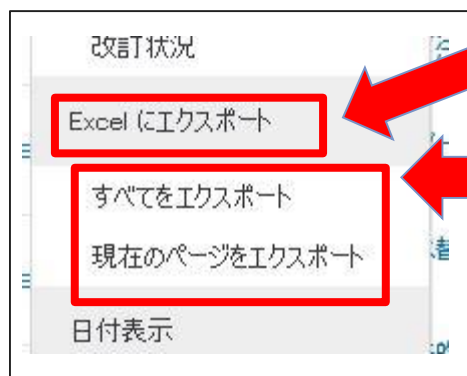 改訂状況
Excel にエクスポート
すべてをエクスポート
現在のページをエクスポート
日付表示